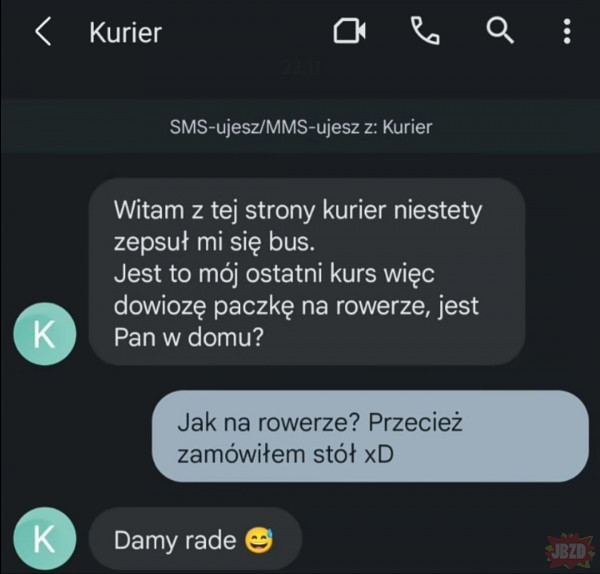 Kurier
SMS-ujesz/MMS-ujesz z: Kurier
Witam z tej strony kurier niestety
zepsuł mi się bus.
Jest to mój ostatni kurs więc
dowiozę paczkę na rowerze, jest
Pan w domu?
K
Jak na rowerze? Przecież
zamówiłem stół xD
K
Damy rade 😅
JBZD